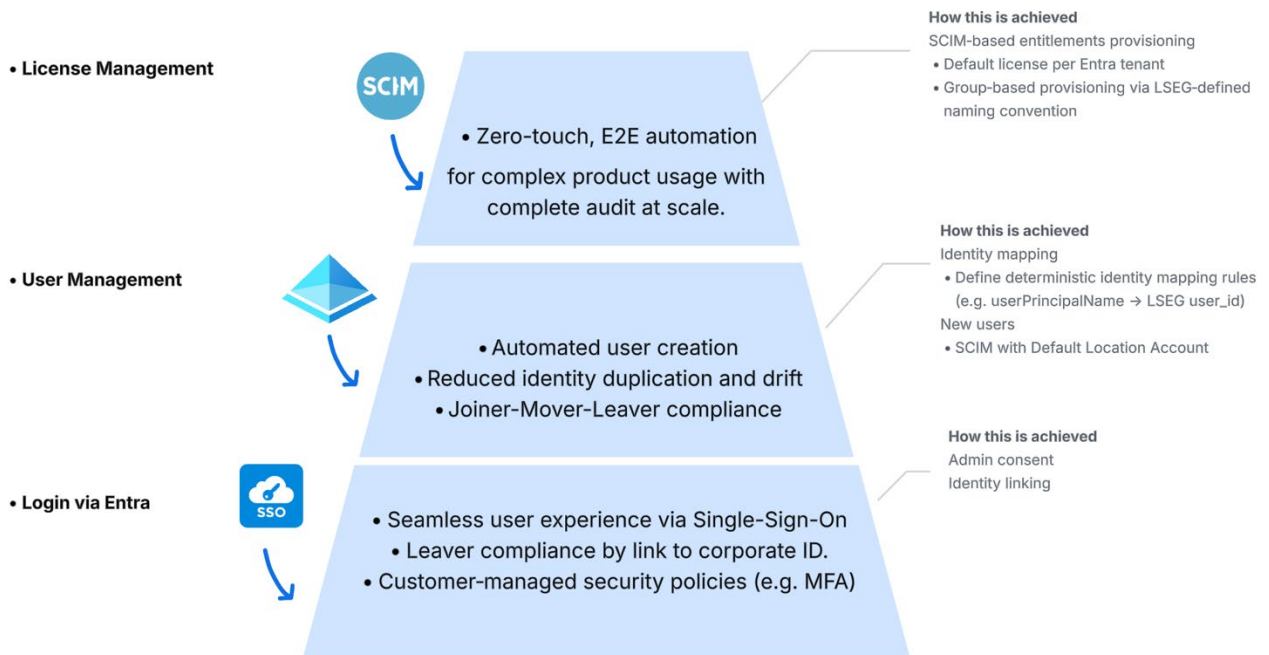 • License Management
SCIM
• Zero-touch, E2E automation
for complex product usage with
complete audit at scale.
How this is achieved
SCIM-based entitlements provisioning
• Default license per Entra tenant
• Group-based provisioning via LSEG-defined
naming convention
• User Management
• Automated user creation
• Reduced identity duplication and drift
• Joiner-Mover-Leaver compliance
How this is achieved
Identity mapping
• Define deterministic identity mapping rules
(e.g. userPrincipalName → LSEG user_id)
New users
• SCIM with Default Location Account
• Login via Entra
SSO
• Seamless user experience via Single-Sign-On
• Leaver compliance by link to corporate ID.
• Customer-managed security policies (e.g. MFA)
How this is achieved
Admin consent
Identity linking